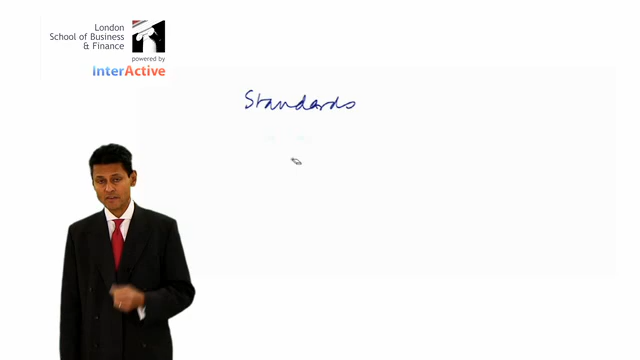 London
School of Business
& Finance
powered by
InterActive
Standards